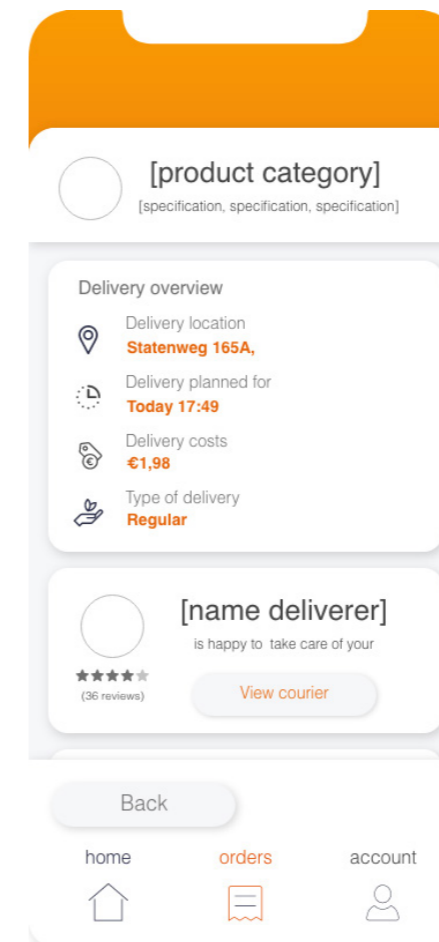 [product category]
[specification, specification, specification]
Delivery overview
Delivery location
Statenweg 165A,
Delivery planned for
Today 17:49
Delivery costs
€1,98
Type of delivery
Regular
[name deliverer]
is happy to take care of your
(36 reviews)
View courier
Back
home
orders
account